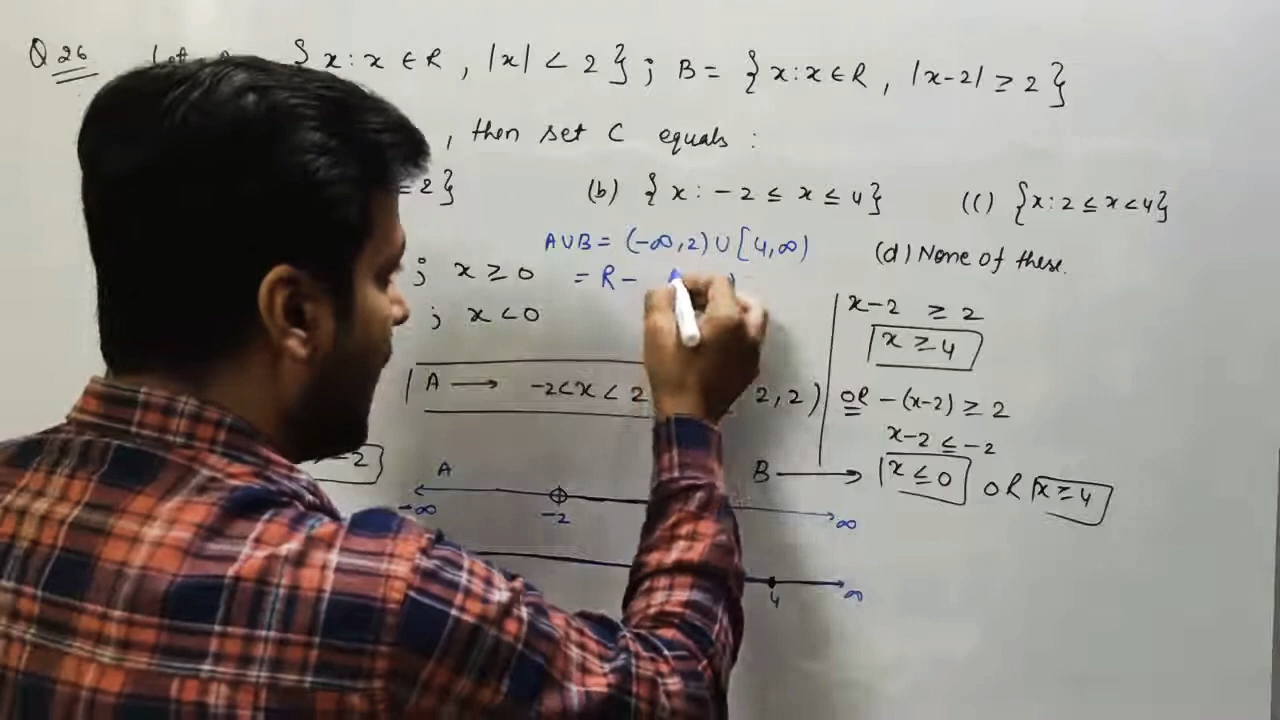 Q 26 Let {x : x ∈ R , |x| < 2} ; B = {x : x ∈ R , |x-2| ≥ 2}
, then set C equals :
= 2} (b) {x : -2 ≤ x ≤ 4} (c) {x : 2 ≤ x < 4}
A∪B = (-∞, 2) ∪ [4, ∞) (d) None of these.
; x ≥ 0 = R -
; x < 0
x-2 ≥ 2
x ≥ 4
A → -2 < x < 2 2, 2)
OR -(x-2) ≥ 2
x-2 ≤ -2
-2
B → x ≤ 0 OR x ≥ 4
A
-∞ -2 ∞
4 ∞